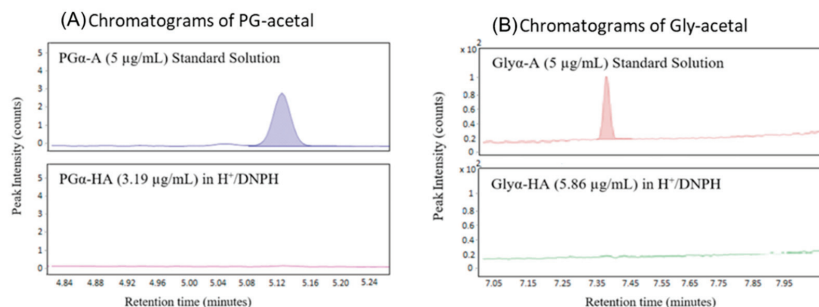 (A) Chromatograms of PG-acetal
PGα-A (5 µg/mL) Standard Solution
5
4
3
2
1
0
PGα-HA (3.19 µg/mL) in H⁺/DNPH
5
4
3
2
1
0
Peak Intensity (counts)
4.84 4.88 4.92 4.96 5.00 5.04 5.08 5.12 5.16 5.20 5.24
Retention time (minutes)
(B) Chromatograms of Gly-acetal
x10²
Glyα-A (5 µg/mL) Standard Solution
1
0.8
0.6
0.4
0.2
0
x10²
Glyα-HA (5.86 µg/mL) in H⁺/DNPH
1
0.8
0.6
0.4
0.2
0
Peak Intensity (counts)
7.05 7.15 7.25 7.35 7.45 7.55 7.65 7.75 7.85 7.95
Retention time (minutes)